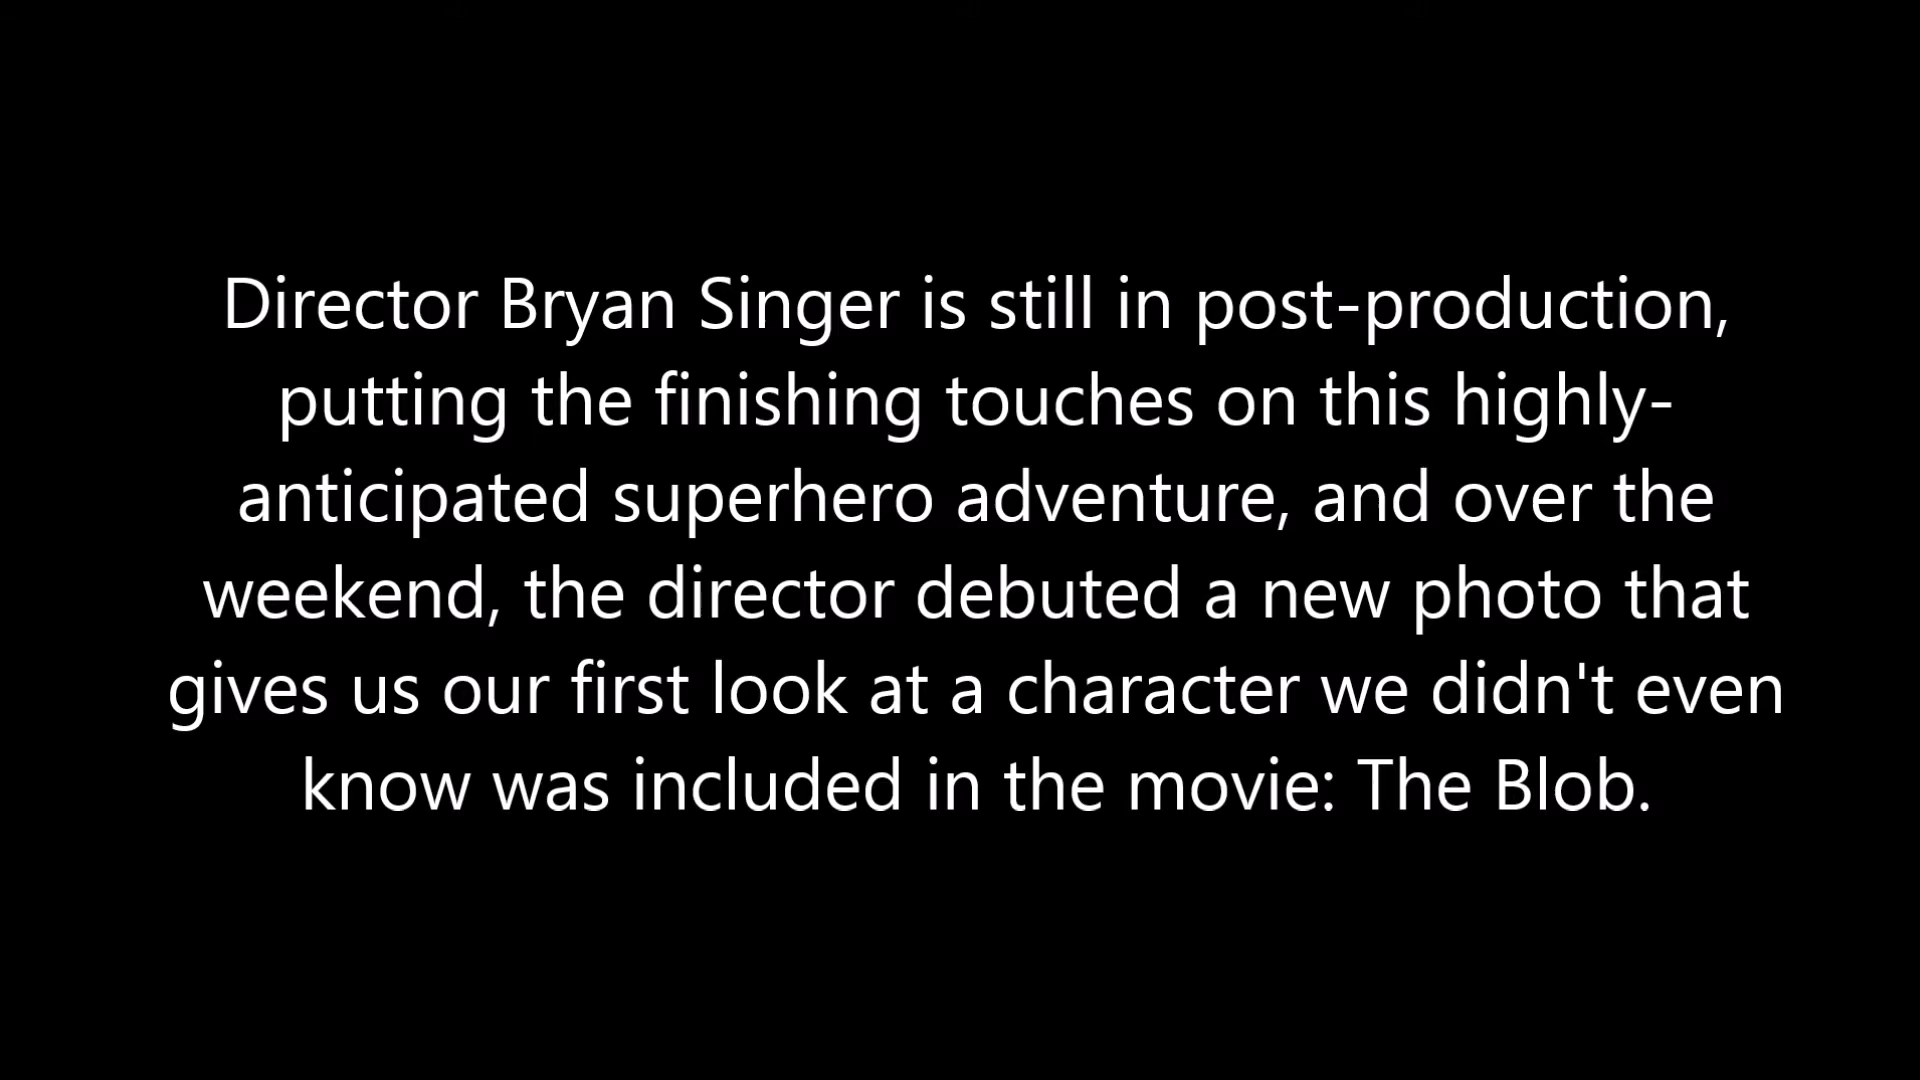 Director Bryan Singer is still in post-production,
putting the finishing touches on this highly-
anticipated superhero adventure, and over the
weekend, the director debuted a new photo that
gives us our first look at a character we didn't even
know was included in the movie: The Blob.